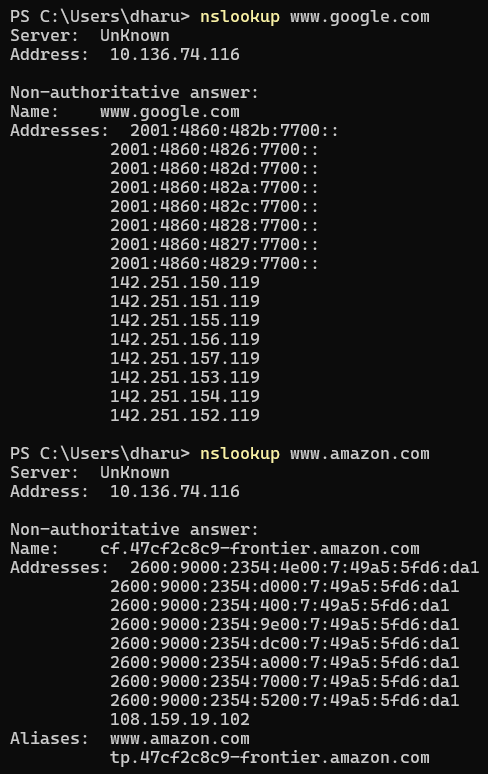 PS C:\Users\dharu> nslookup www.google.com
Server:  UnKnown
Address:  10.136.74.116

Non-authoritative answer:
Name:    www.google.com
Addresses:  2001:4860:482b:7700::
          2001:4860:4826:7700::
          2001:4860:482d:7700::
          2001:4860:482a:7700::
          2001:4860:482c:7700::
          2001:4860:4828:7700::
          2001:4860:4827:7700::
          2001:4860:4829:7700::
          142.251.150.119
          142.251.151.119
          142.251.155.119
          142.251.156.119
          142.251.157.119
          142.251.153.119
          142.251.154.119
          142.251.152.119

PS C:\Users\dharu> nslookup www.amazon.com
Server:  UnKnown
Address:  10.136.74.116

Non-authoritative answer:
Name:    cf.47cf2c8c9-frontier.amazon.com
Addresses:  2600:9000:2354:4e00:7:49a5:5fd6:da1
          2600:9000:2354:d000:7:49a5:5fd6:da1
          2600:9000:2354:400:7:49a5:5fd6:da1
          2600:9000:2354:9e00:7:49a5:5fd6:da1
          2600:9000:2354:dc00:7:49a5:5fd6:da1
          2600:9000:2354:a000:7:49a5:5fd6:da1
          2600:9000:2354:7000:7:49a5:5fd6:da1
          2600:9000:2354:5200:7:49a5:5fd6:da1
          108.159.19.102
Aliases:  www.amazon.com
          tp.47cf2c8c9-frontier.amazon.com